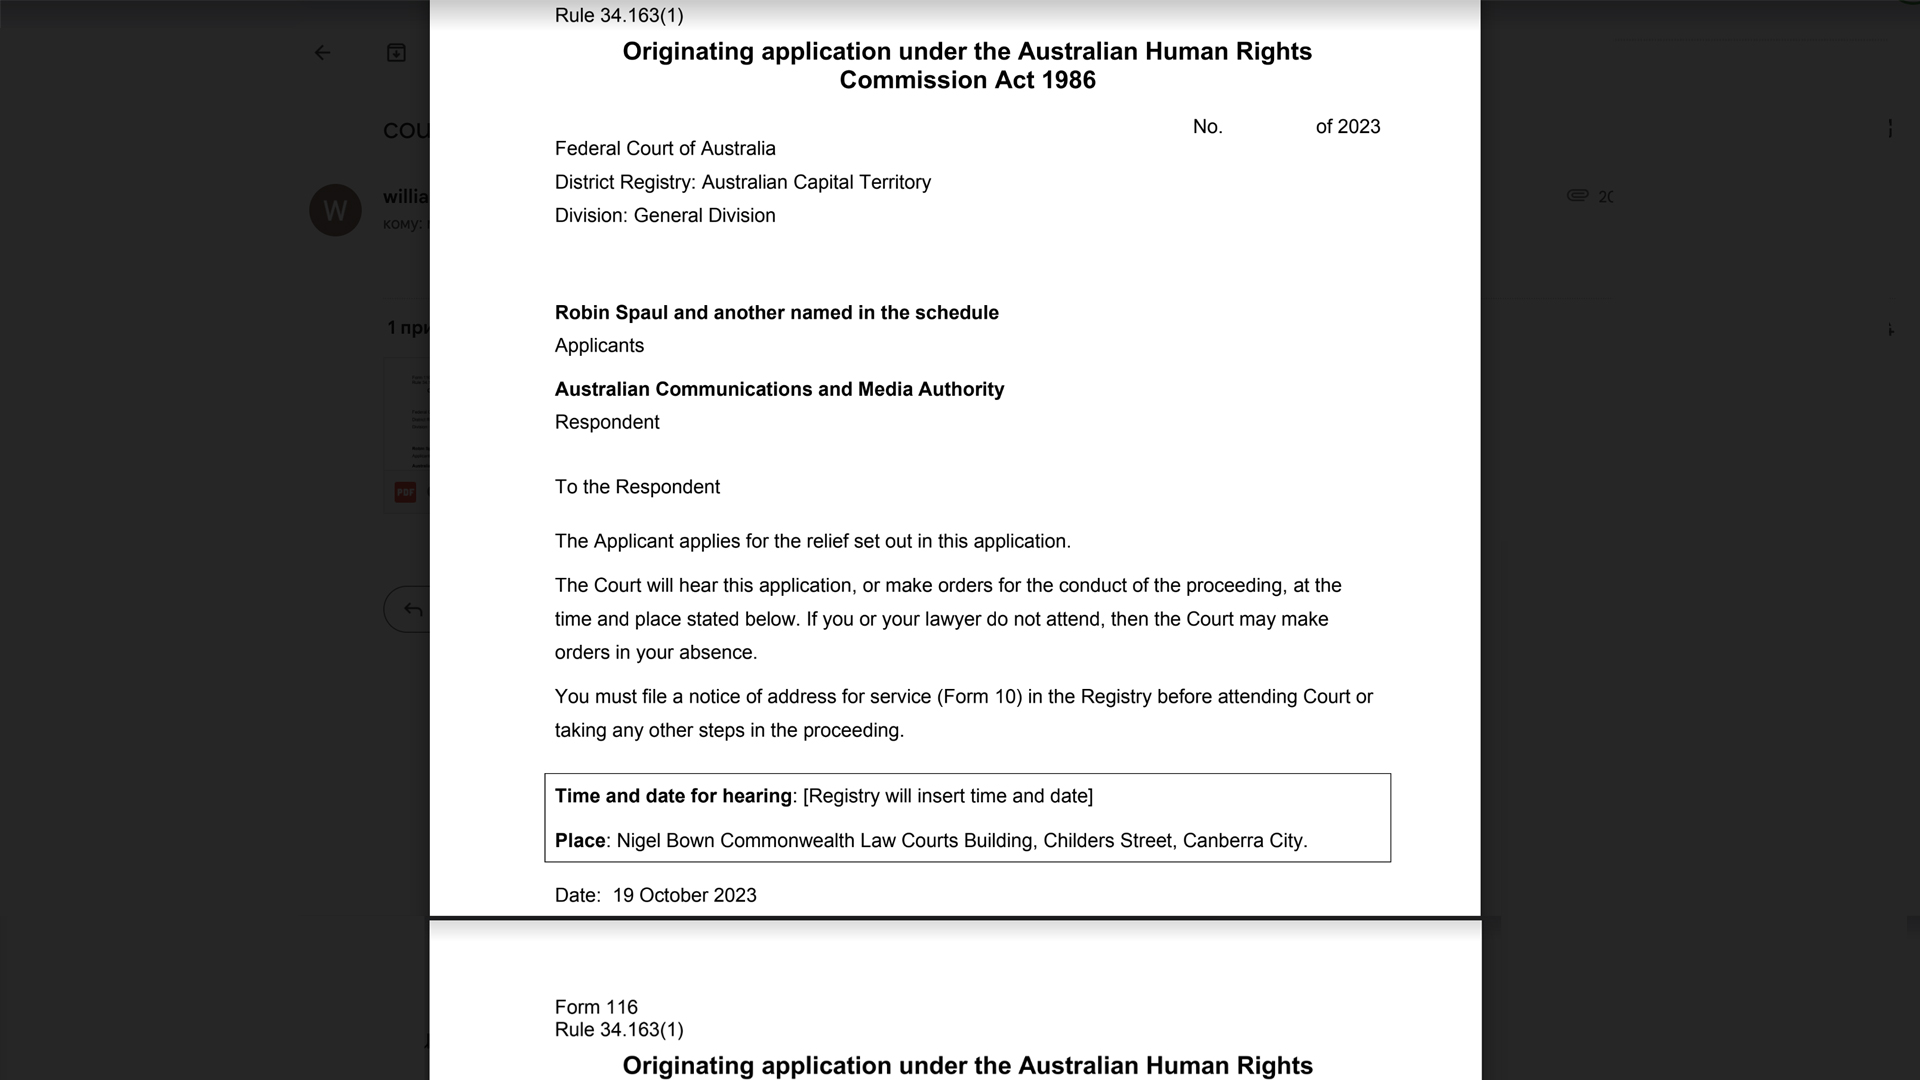 Rule 34.163(1)
Originating application under the Australian Human Rights
Commission Act 1986
No. of 2023
Federal Court of Australia
District Registry: Australian Capital Territory
Division: General Division
W
willia
кому:
Robin Spaul and another named in the schedule
Applicants
1 при
Australian Communications and Media Authority
Respondent
PDF
To the Respondent
The Applicant applies for the relief set out in this application.
The Court will hear this application, or make orders for the conduct of the proceeding, at the
time and place stated below. If you or your lawyer do not attend, then the Court may make
orders in your absence.
You must file a notice of address for service (Form 10) in the Registry before attending Court or
taking any other steps in the proceeding.
Time and date for hearing: [Registry will insert time and date]
Place: Nigel Bown Commonwealth Law Courts Building, Childers Street, Canberra City.
Date: 19 October 2023
Form 116
Rule 34.163(1)
Originating application under the Australian Human Rights